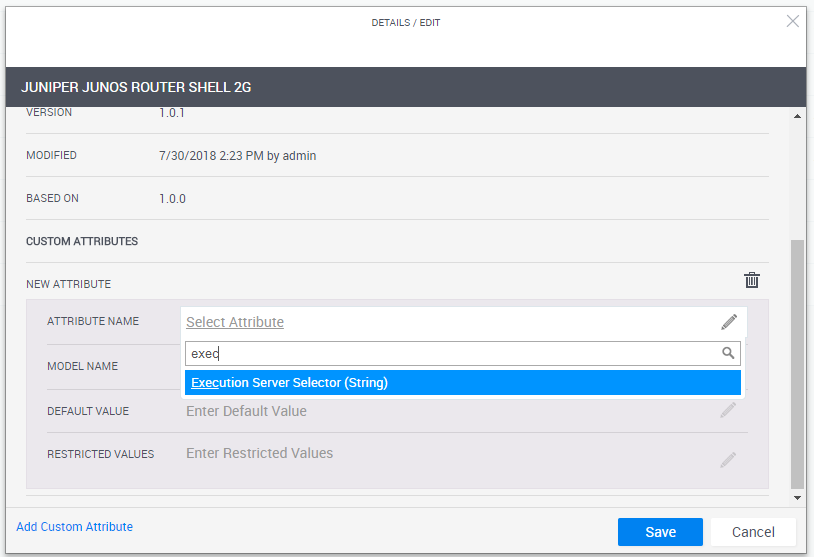 DETAILS / EDIT
JUNIPER JUNOS ROUTER SHELL 2G
VERSION 1.0.1
MODIFIED 7/30/2018 2:23 PM by admin
BASED ON 1.0.0
CUSTOM ATTRIBUTES
NEW ATTRIBUTE
ATTRIBUTE NAME Select Attribute
exec
MODEL NAME
Execution Server Selector (String)
DEFAULT VALUE Enter Default Value
RESTRICTED VALUES Enter Restricted Values
Add Custom Attribute Save Cancel